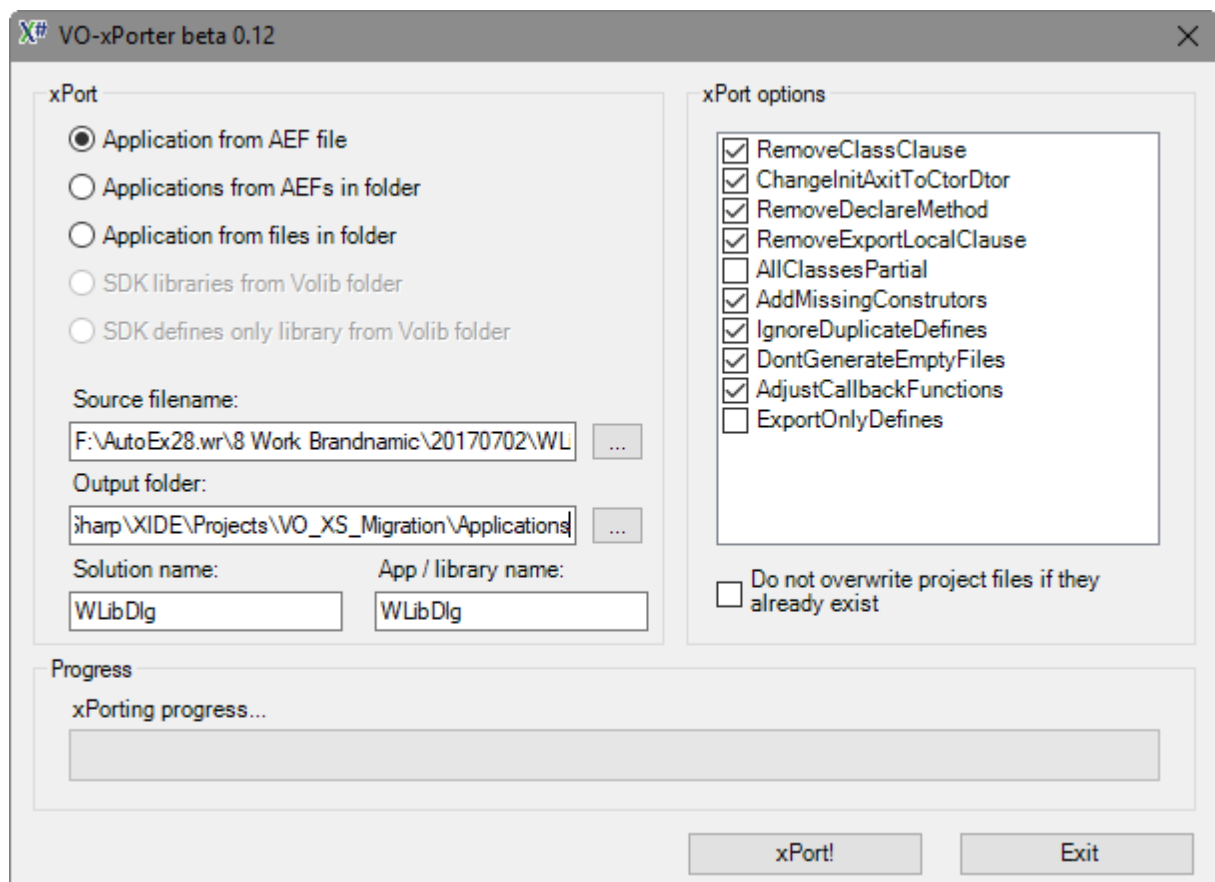 X# VO-xPorter beta 0.12
xPort
Application from AEF file
Applications from AEFs in folder
Application from files in folder
SDK libraries from Volib folder
SDK defines only library from Volib folder
Source filename:
F:\AutoEx28.wr\8 Work Brandnamic\20170702\WLi
...
Output folder:
Sharp\XIDE\Projects\VO_XS_Migration\Applications
...
Solution name:
App / library name:
WLibDlg
WLibDlg
xPort options
RemoveClassClause
ChangeInitAxitToCtorDtor
RemoveDeclareMethod
RemoveExportLocalClause
AllClassesPartial
AddMissingConstrutors
IgnoreDuplicateDefines
DontGenerateEmptyFiles
AdjustCallbackFunctions
ExportOnlyDefines
Do not overwrite project files if they
already exist
Progress
xPorting progress...
xPort!
Exit